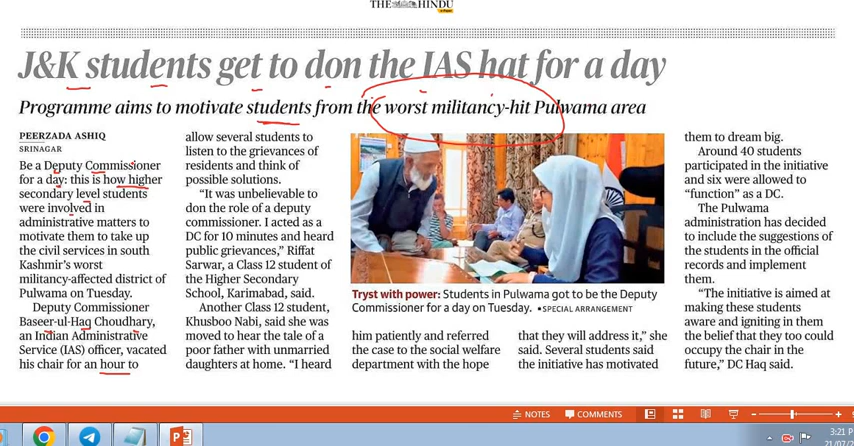 THE HINDU
J&K students get to don the IAS hat for a day
Programme aims to motivate students from the worst militancy-hit Pulwama area
PEERZADA ASHIQ
SRINAGAR
Be a Deputy Commissioner
for a day: this is how higher
secondary level students
were involved in
administrative matters to
motivate them to take up
the civil services in south
Kashmir's worst
militancy-affected district of
Pulwama on Tuesday.
Deputy Commissioner
Baseer-ul-Haq Choudhary,
an Indian Administrative
Service (IAS) officer, vacated
his chair for an hour to
allow several students to
listen to the grievances of
residents and think of
possible solutions.
"It was unbelievable to
don the role of a deputy
commissioner. I acted as a
DC for 10 minutes and heard
public grievances," Riffat
Sarwar, a Class 12 student of
the Higher Secondary
School, Karimabad, said.
Another Class 12 student,
Khusboo Nabi, said she was
moved to hear the tale of a
poor father with unmarried
daughters at home. "I heard
Tryst with power: Students in Pulwama got to be the Deputy
Commissioner for a day on Tuesday. ▪SPECIAL ARRANGEMENT
him patiently and referred
the case to the social welfare
department with the hope
that they will address it," she
said. Several students said
the initiative has motivated
them to dream big.
Around 40 students
participated in the initiative
and six were allowed to
"function" as a DC.
The Pulwama
administration has decided
to include the suggestions of
the students in the official
records and implement
them.
"The initiative is aimed at
making these students
aware and igniting in them
the belief that they too could
occupy the chair in the
future," DC Haq said.
NOTES COMMENTS
3:21 P